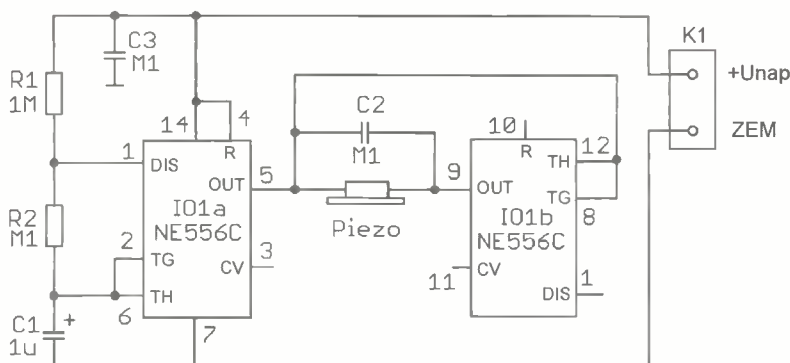 R1
1M
C3
M1
K1
+Unap
ZEM
14
4
R
1
DIS
OUT
5
IO1a
NE556C
R2
M1
2
TG
CV
3
TH
6
7
C1
+
1u
C2
M1
Piezo
10
R
TH
12
9
OUT
TG
8
IO1b
NE556C
11
CV
DIS
1